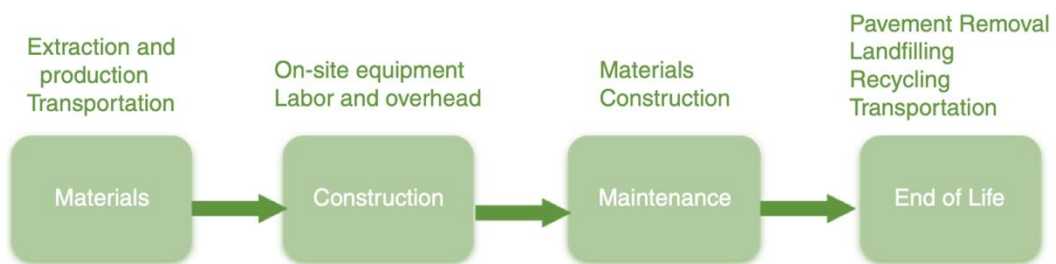 Extraction and
production
Transportation
On-site equipment
Labor and overhead
Materials
Construction
Pavement Removal
Landfilling
Recycling
Transportation
Materials
Construction
Maintenance
End of Life